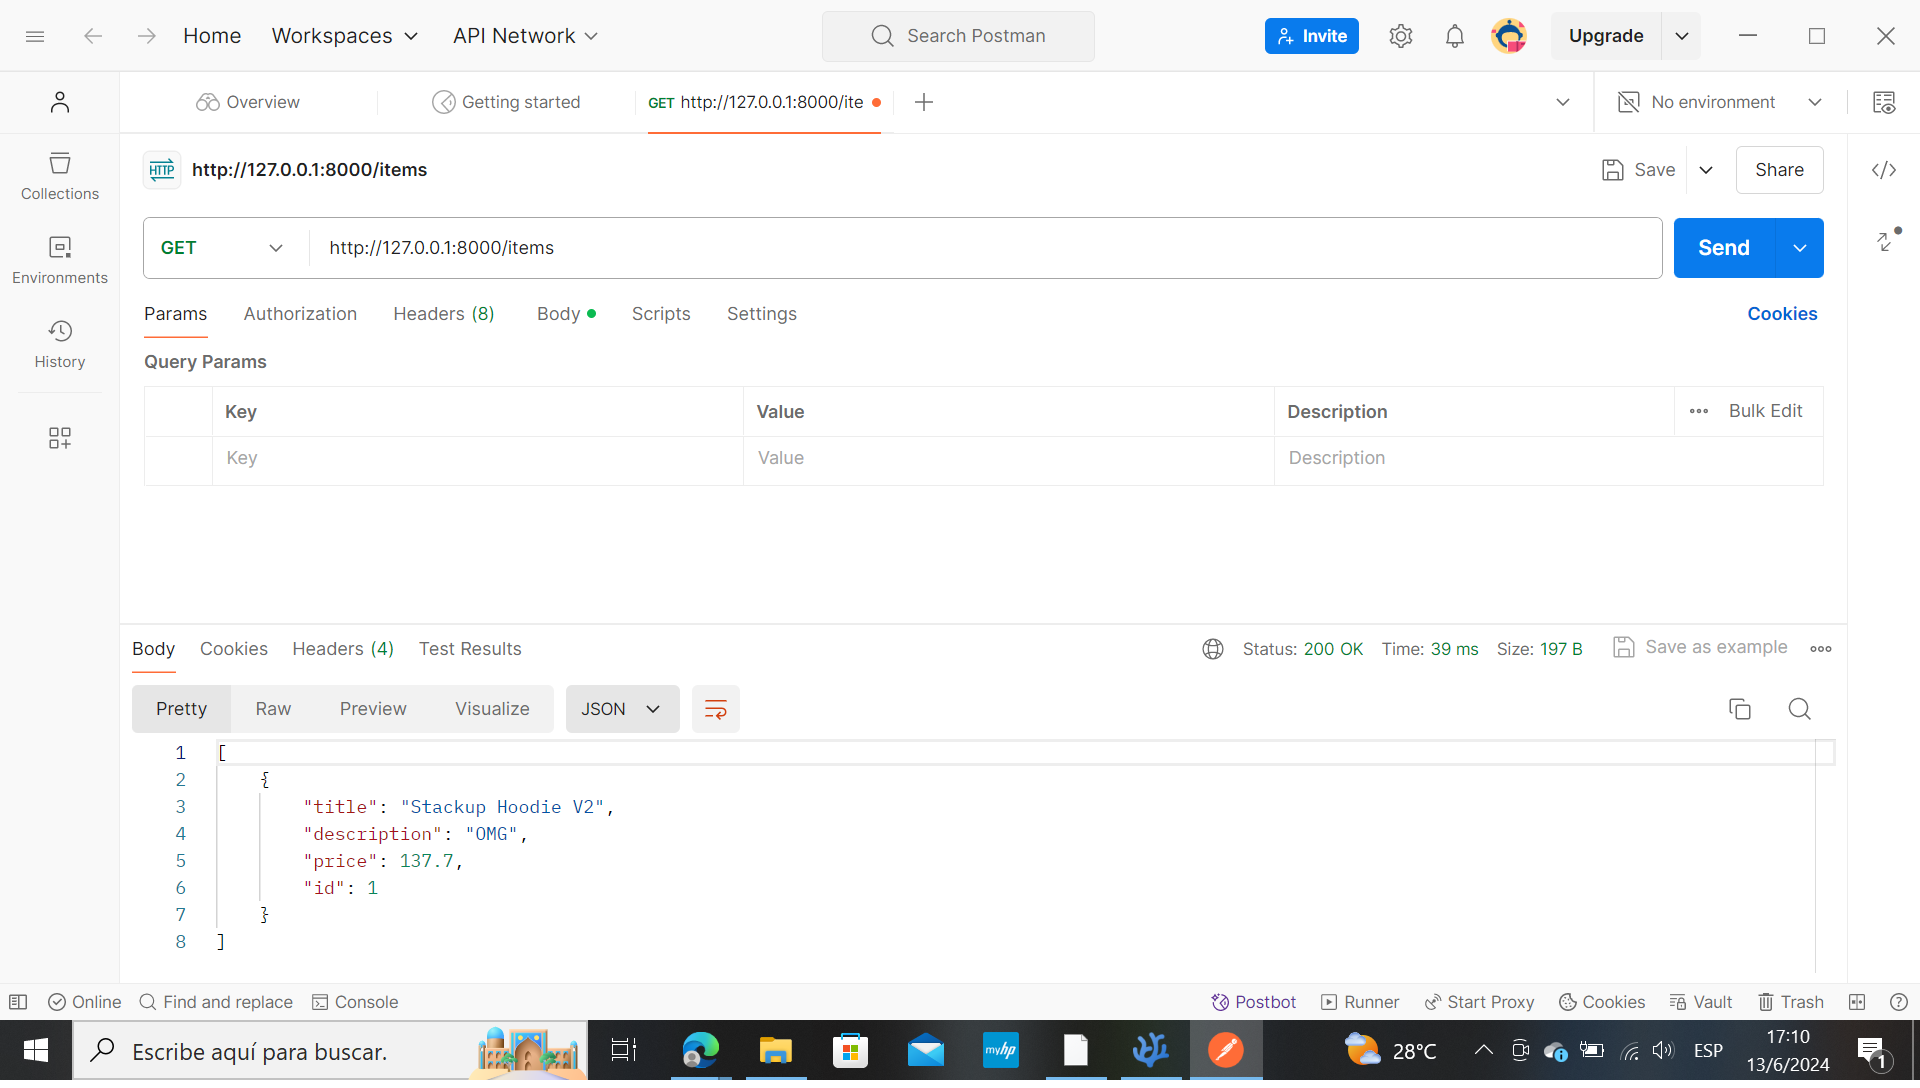 Home Workspaces API Network Search Postman Invite Upgrade
Overview Getting started GET http://127.0.0.1:8000/ite No environment
HTTP http://127.0.0.1:8000/items Save Share
Collections
GET http://127.0.0.1:8000/items Send
Environments
Params Authorization Headers (8) Body Scripts Settings Cookies
History
Query Params
Key Value Description Bulk Edit
Key Value Description
Body Cookies Headers (4) Test Results Status: 200 OK Time: 39 ms Size: 197 B Save as example
Pretty Raw Preview Visualize JSON
1 [
2 {
3 "title": "Stackup Hoodie V2",
4 "description": "OMG",
5 "price": 137.7,
6 "id": 1
7 }
8 ]
Online Find and replace Console Postbot Runner Start Proxy Cookies Vault Trash
Escribe aquí para buscar. myhp 28°C ESP 17:10
13/6/2024 1